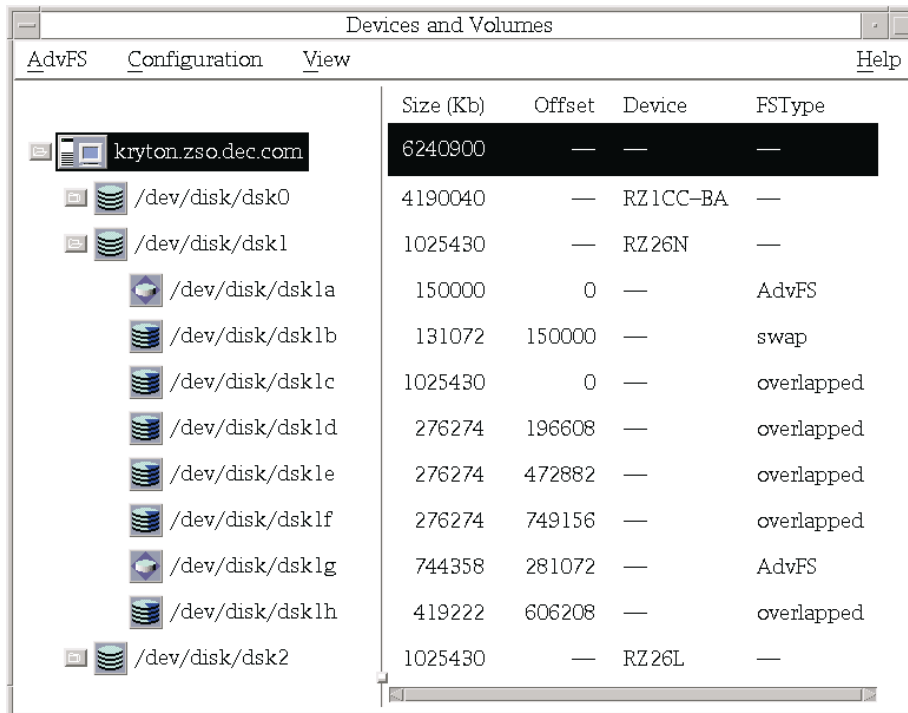 Devices and Volumes
AdvFS Configuration View Help
Size (Kb) Offset Device FSType
kryton.zso.dec.com 6240900 — — —
/dev/disk/dsk0 4190040 — RZ1CC-BA —
/dev/disk/dsk1 1025430 — RZ26N —
/dev/disk/dsk1a 150000 0 — AdvFS
/dev/disk/dsk1b 131072 150000 — swap
/dev/disk/dsk1c 1025430 0 — overlapped
/dev/disk/dsk1d 276274 196608 — overlapped
/dev/disk/dsk1e 276274 472882 — overlapped
/dev/disk/dsk1f 276274 749156 — overlapped
/dev/disk/dsk1g 744358 281072 — AdvFS
/dev/disk/dsk1h 419222 606208 — overlapped
/dev/disk/dsk2 1025430 — RZ26L —